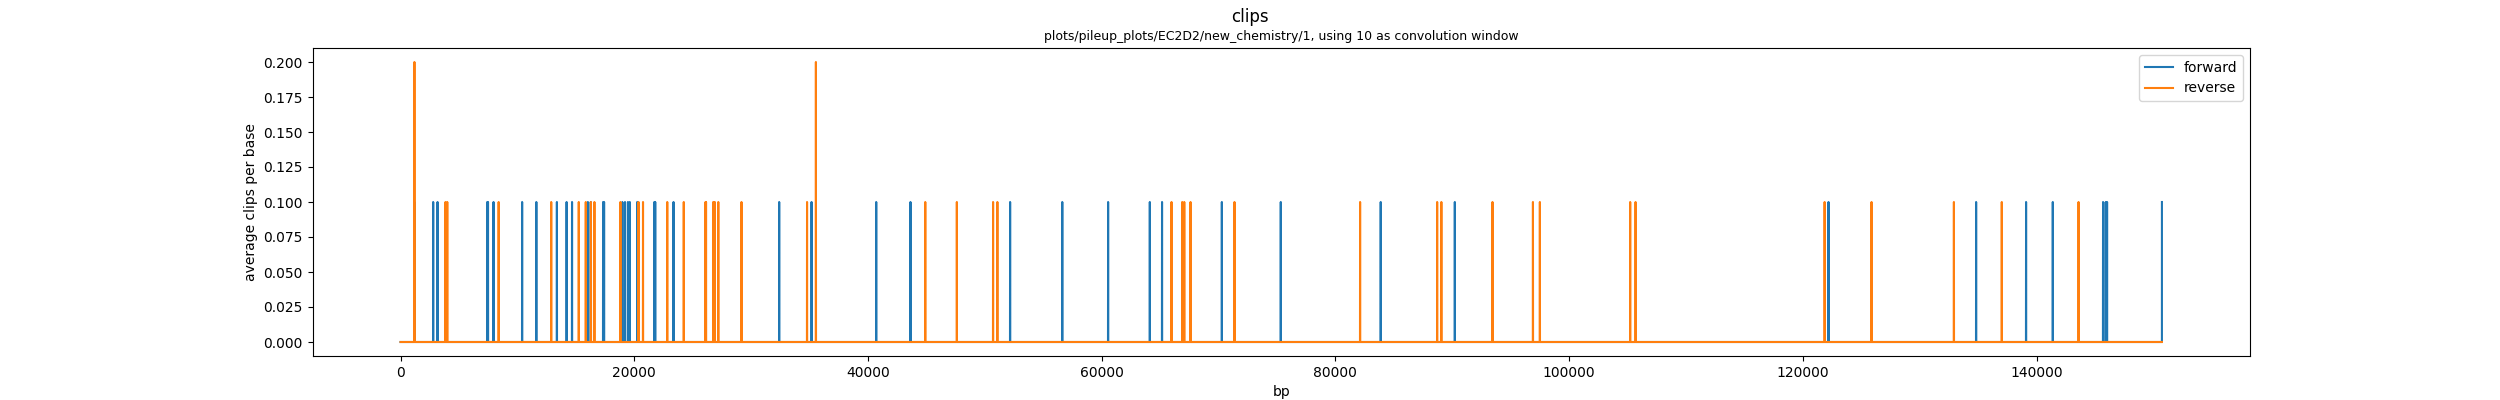 clips
plots/pileup_plots/EC2D2/new_chemistry/1, using 10 as convolution window
forward
reverse
average clips per base
0.200
0.175
0.150
0.125
0.100
0.075
0.050
0.025
0.000
0
20000
40000
60000
80000
100000
120000
140000
bp